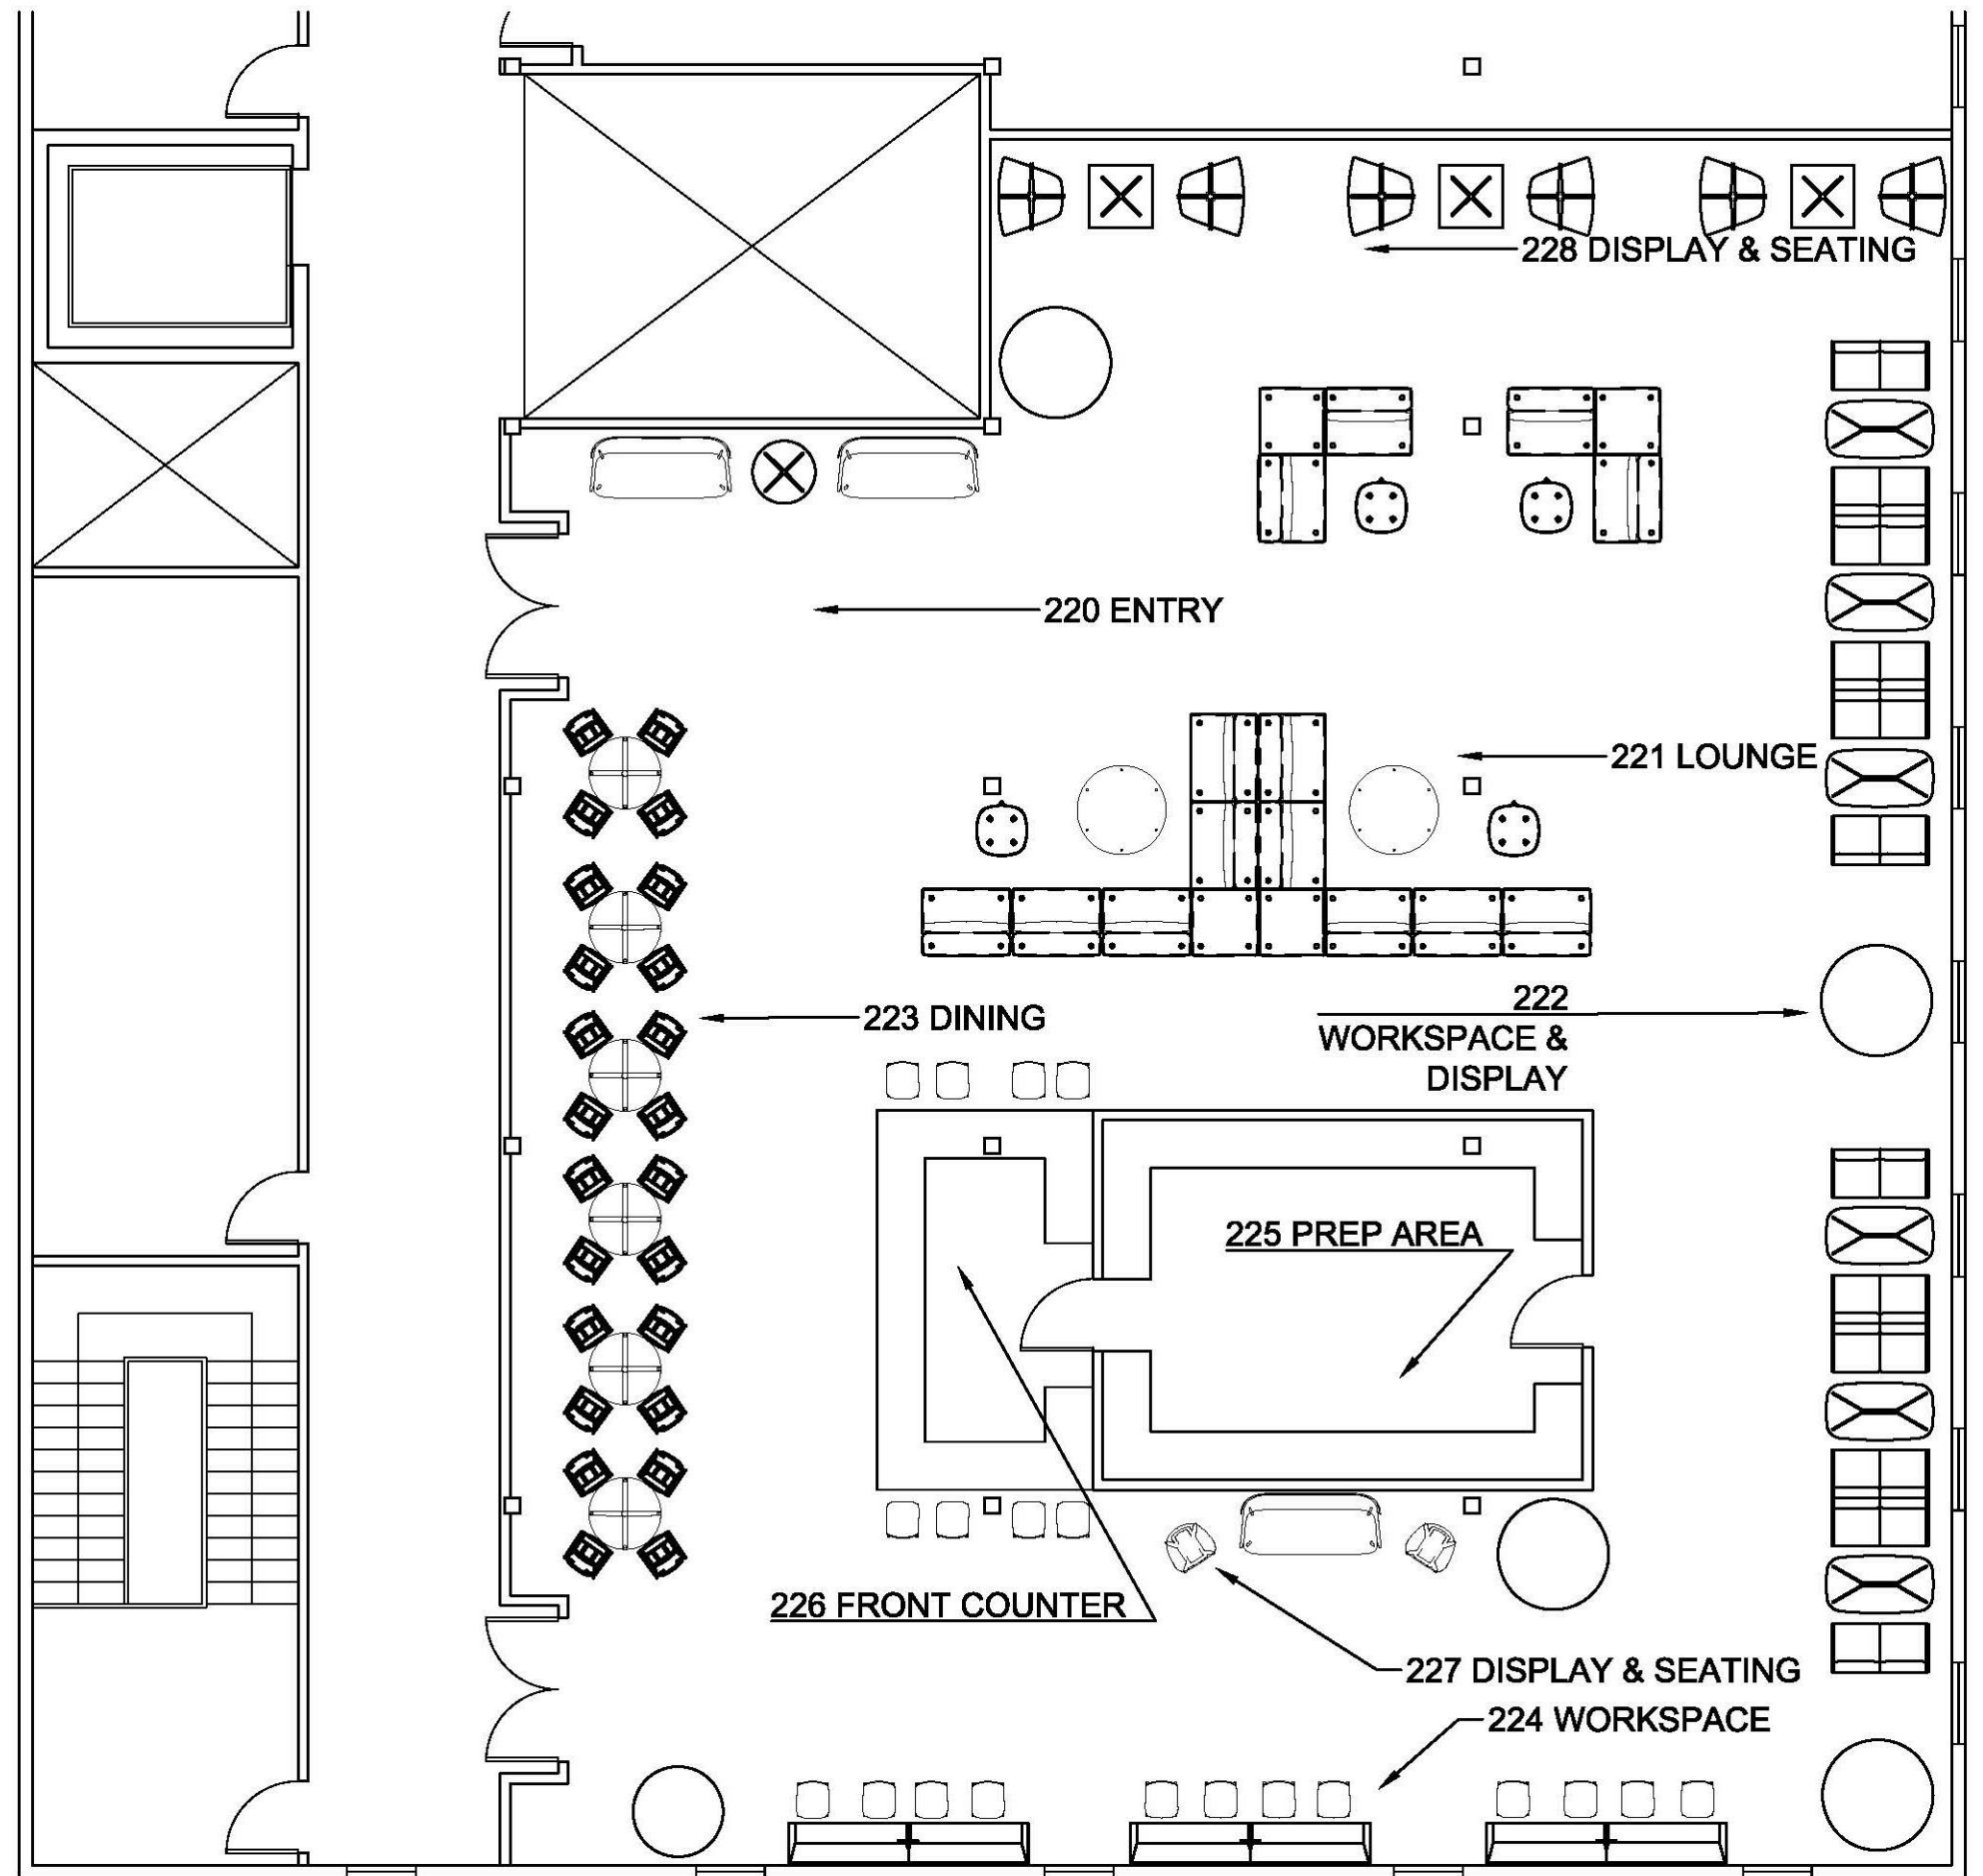 228 DISPLAY & SEATING
220 ENTRY
221 LOUNGE
223 DINING
222
WORKSPACE &
DISPLAY
225 PREP AREA
226 FRONT COUNTER
227 DISPLAY & SEATING
224 WORKSPACE